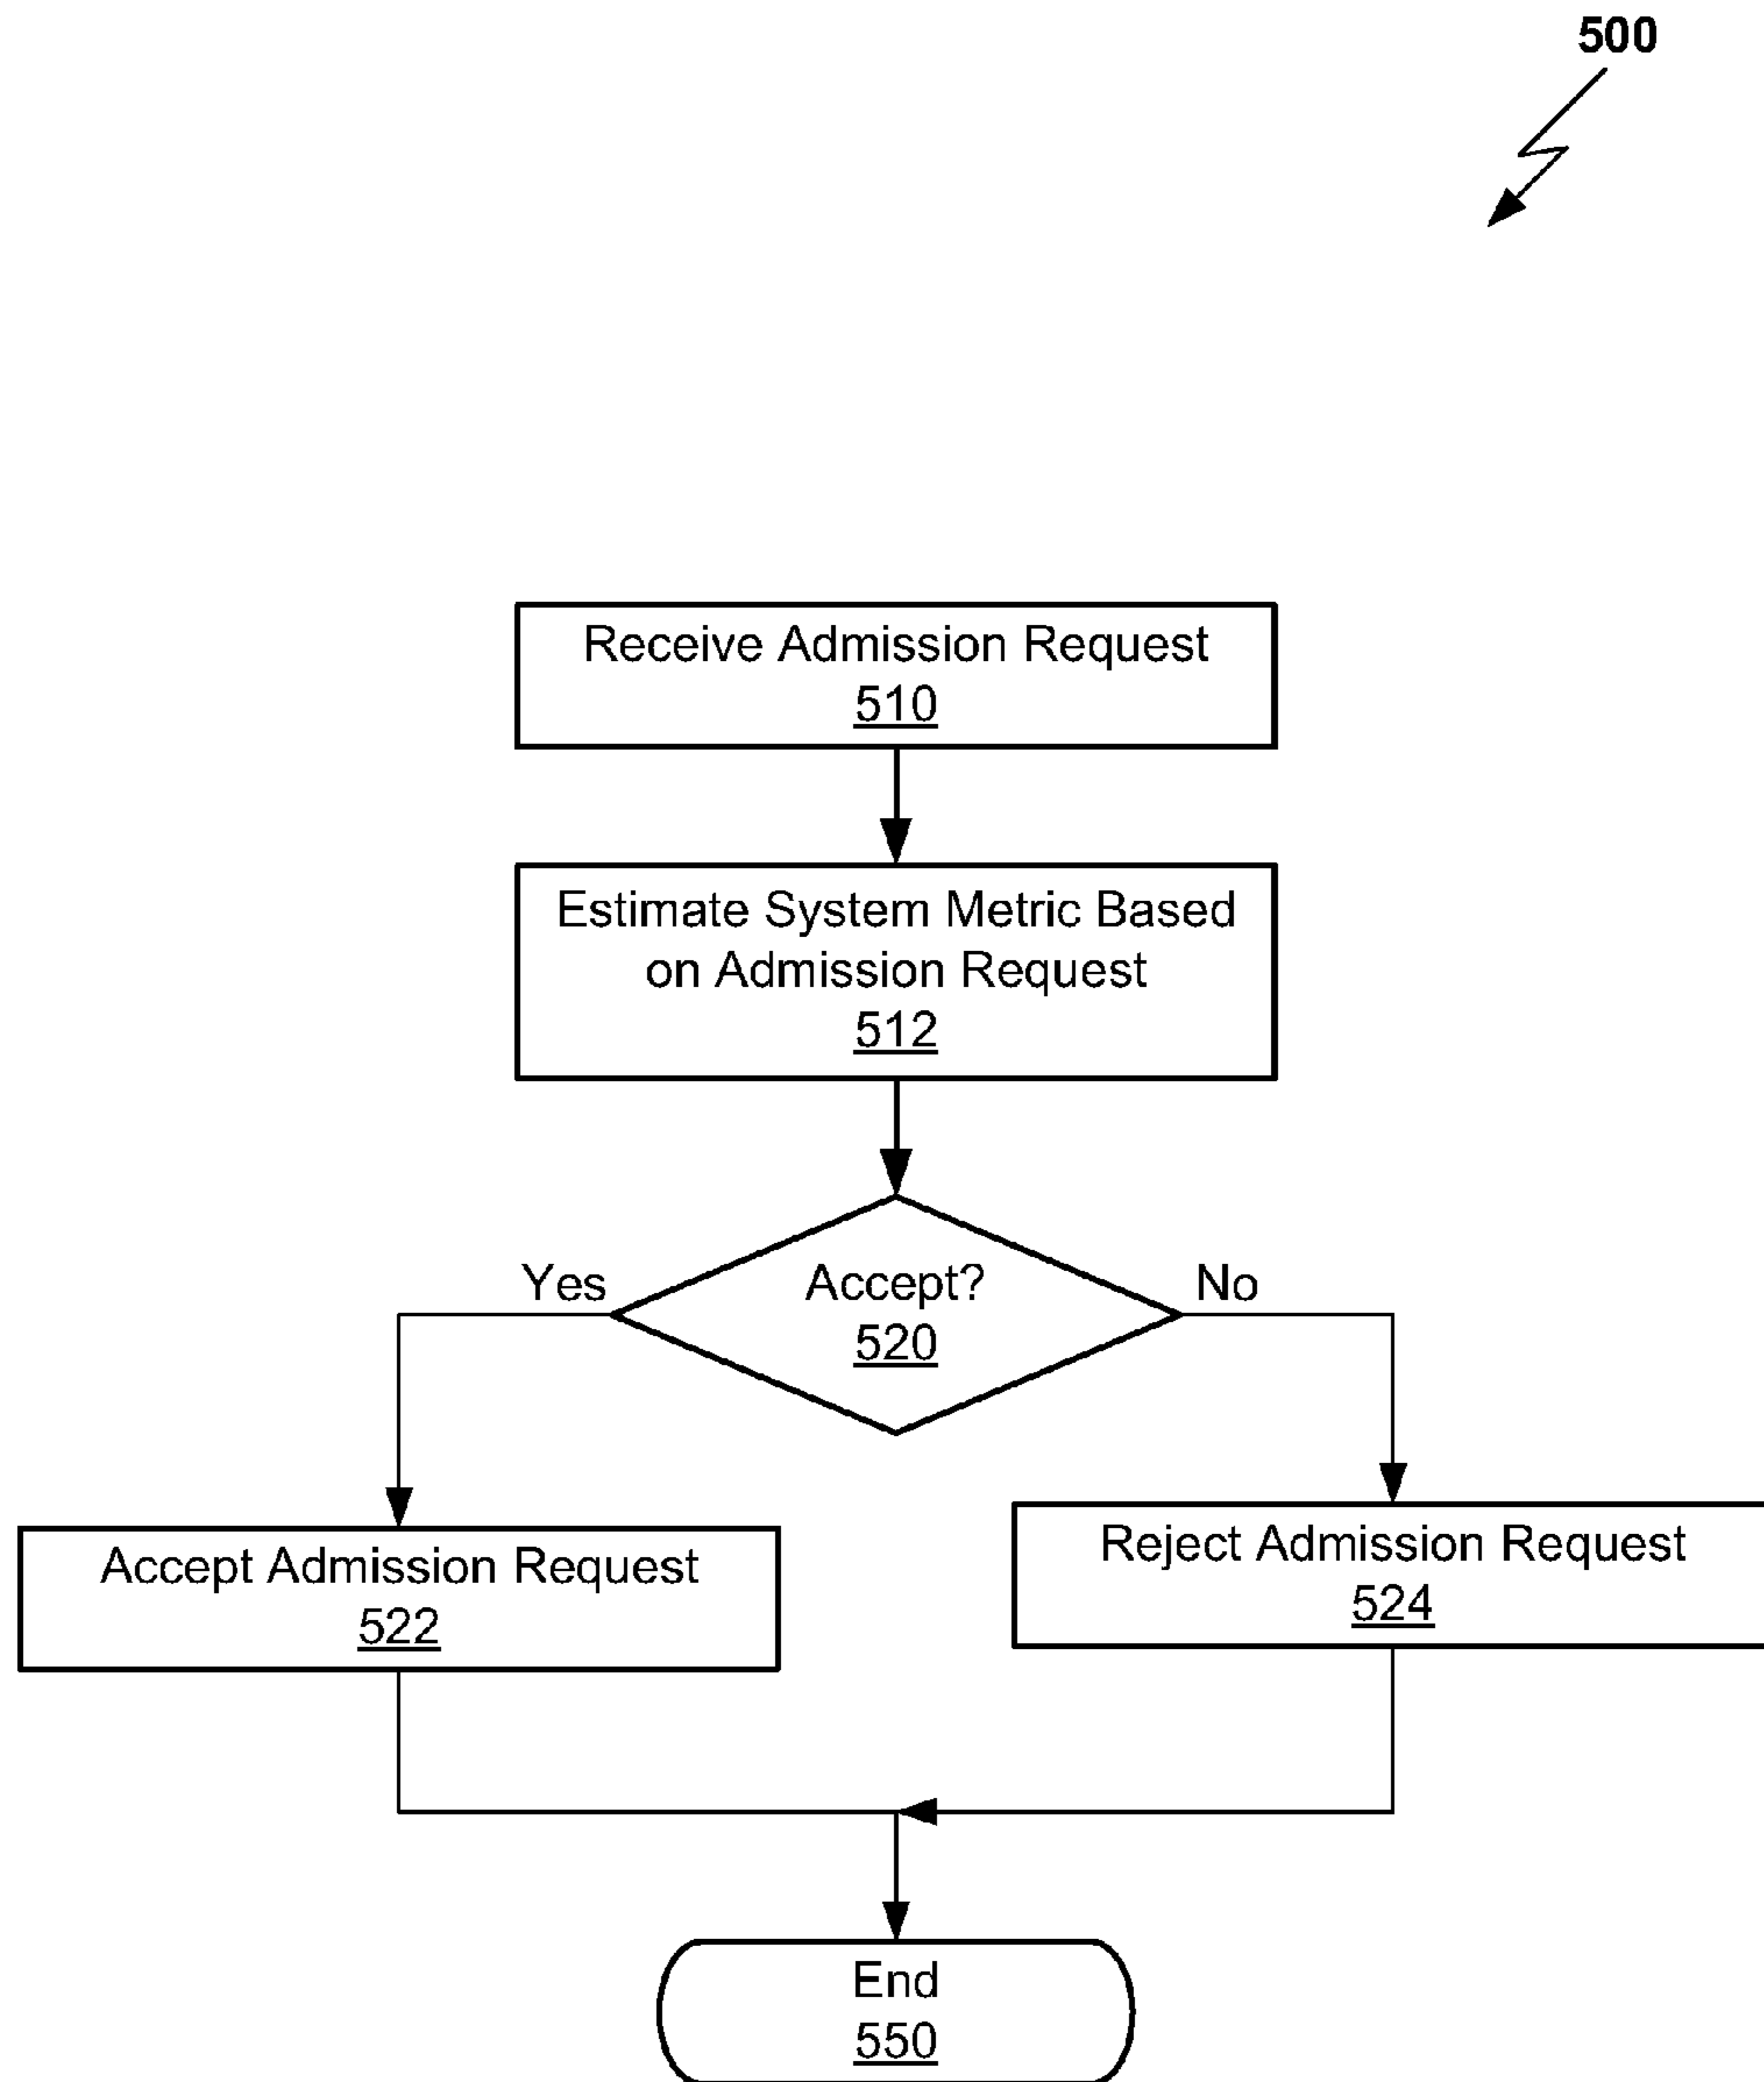 500
Receive Admission Request
510
Estimate System Metric Based
on Admission Request
512
Accept?
520
Yes
No
Accept Admission Request
522
Reject Admission Request
524
End
550